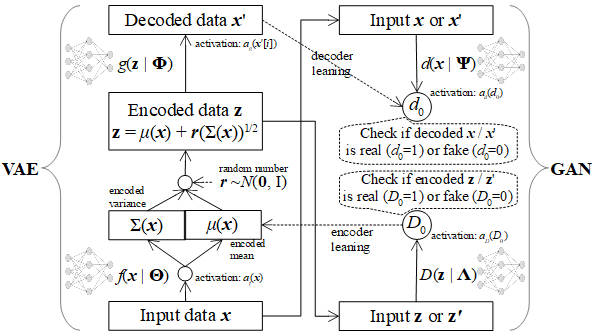 Decoded data x'
activation: a_g(x'[i])
g(z | Φ)
Encoded data z
z = μ(x) + r(Σ(x))^1/2
VAE
random number
r ~N(0, I)
encoded
variance
Σ(x)
μ(x)
encoded
mean
f(x | Θ)
activation: a_f(x)
Input data x
decoder
leaning
encoder
leaning
Input x or x'
d(x | Ψ)
activation: a_d(d_0)
d_0
Check if decoded x / x'
is real (d_0=1) or fake (d_0=0)
GAN
Check if encoded z / z'
is real (D_0=1) or fake (D_0=0)
D_0
activation: a_D(D_0)
D(z | Λ)
Input z or z'